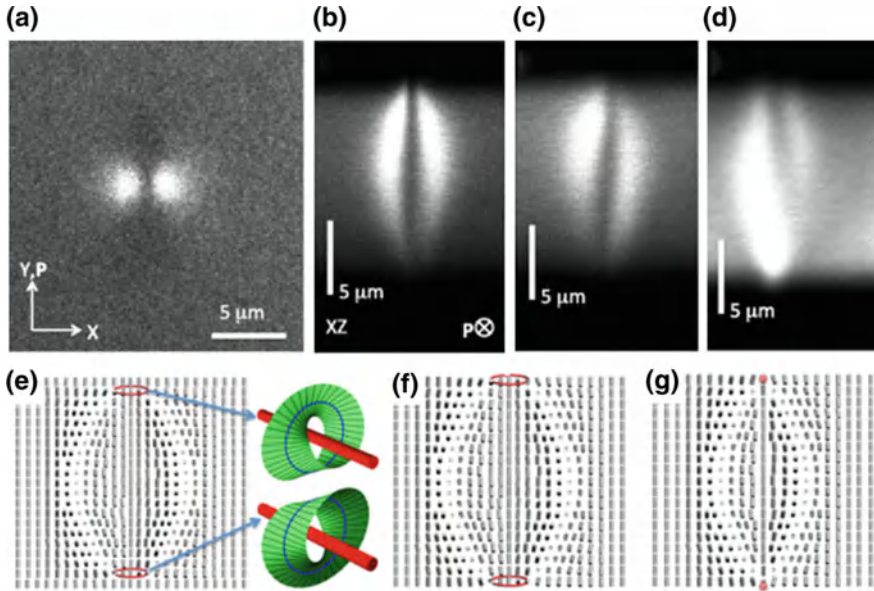 (a)
(b)
(c)
(d)
Y,P
X
5 µm
5 µm
XZ
P⊗
5 µm
5 µm
(e)
(f)
(g)